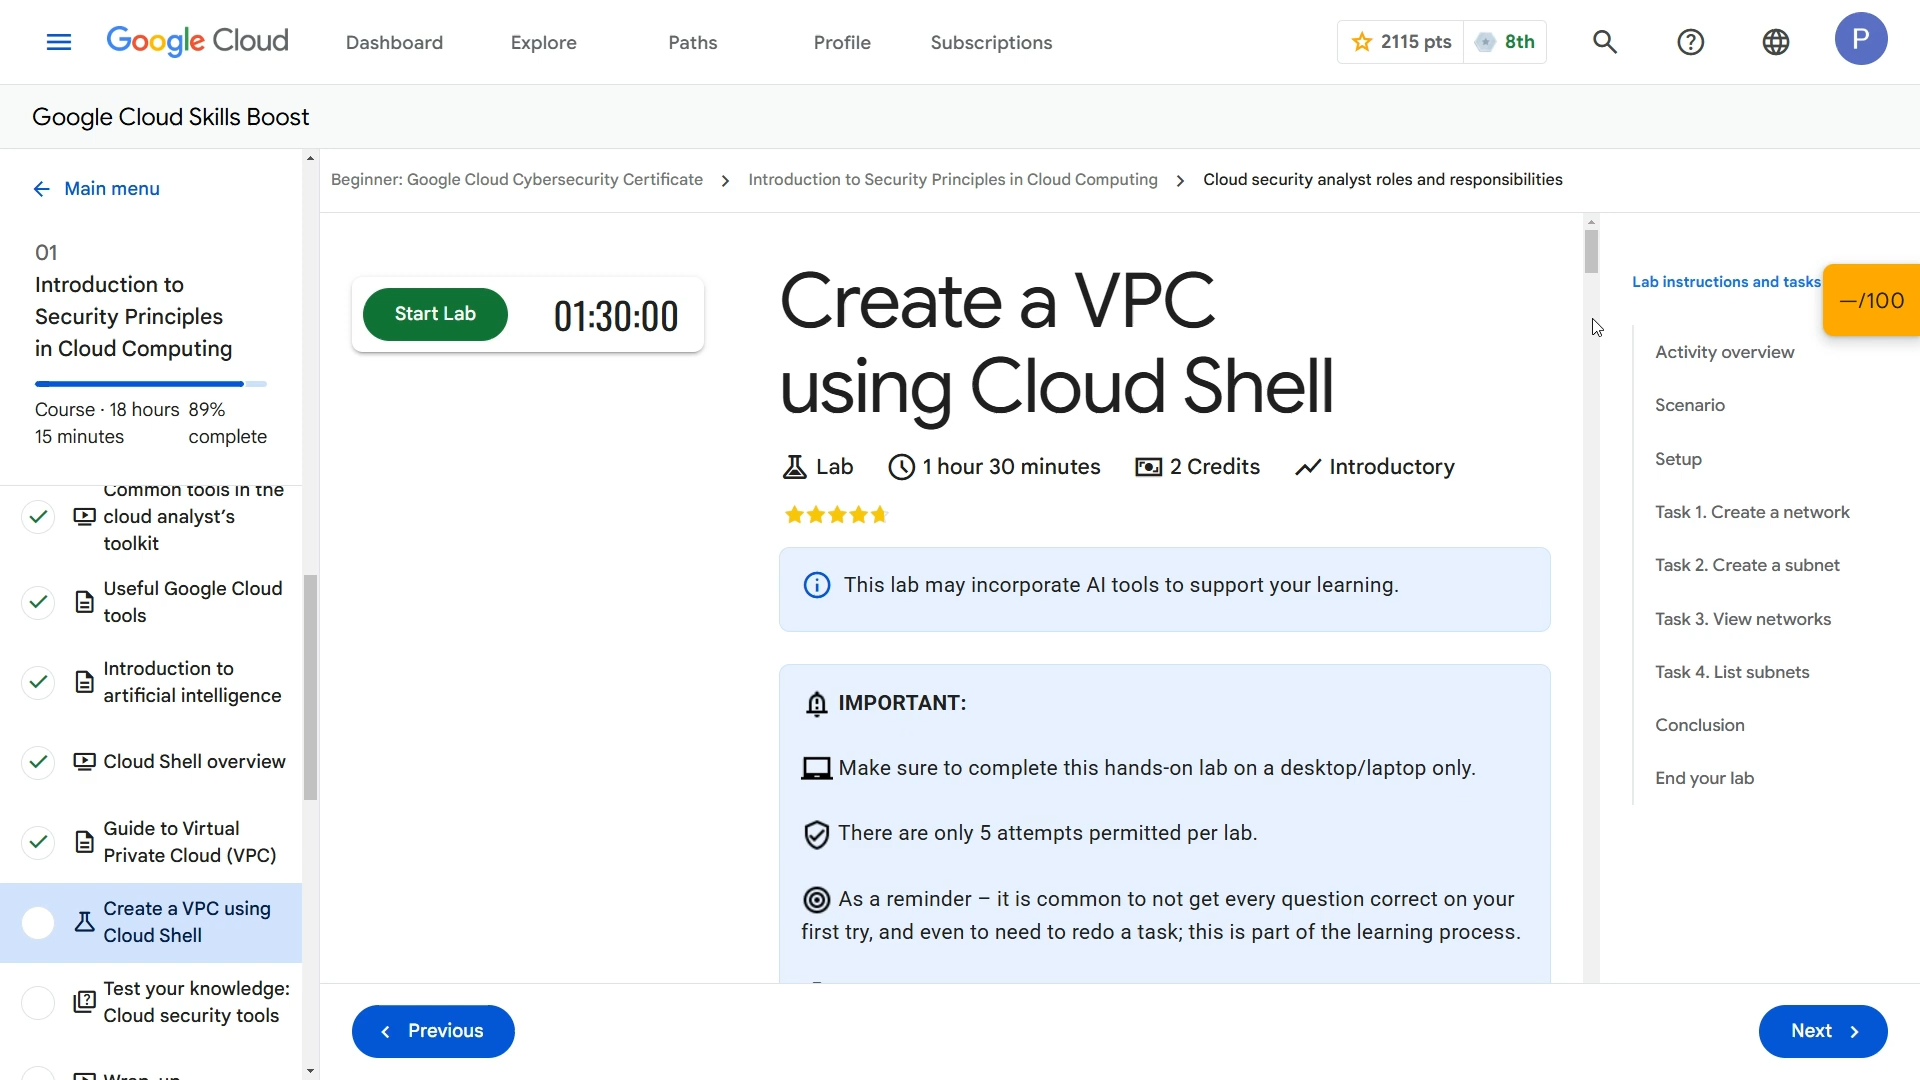 Google Cloud
Dashboard
Explore
Paths
Profile
Subscriptions
2115 pts
8th
P
Google Cloud Skills Boost
Main menu
01
Introduction to
Security Principles
in Cloud Computing
Course · 18 hours
15 minutes
89%
complete
Common tools in the
cloud analyst's
toolkit
Useful Google Cloud
tools
Introduction to
artificial intelligence
Cloud Shell overview
Guide to Virtual
Private Cloud (VPC)
Create a VPC using
Cloud Shell
Test your knowledge:
Cloud security tools
Beginner: Google Cloud Cybersecurity Certificate > Introduction to Security Principles in Cloud Computing > Cloud security analyst roles and responsibilities
Start Lab
01:30:00
Create a VPC
using Cloud Shell
Lab
1 hour 30 minutes
2 Credits
Introductory
This lab may incorporate AI tools to support your learning.
IMPORTANT:
Make sure to complete this hands-on lab on a desktop/laptop only.
There are only 5 attempts permitted per lab.
As a reminder – it is common to not get every question correct on your
first try, and even to need to redo a task; this is part of the learning process.
Lab instructions and tasks
—/100
Activity overview
Scenario
Setup
Task 1. Create a network
Task 2. Create a subnet
Task 3. View networks
Task 4. List subnets
Conclusion
End your lab
Previous
Next